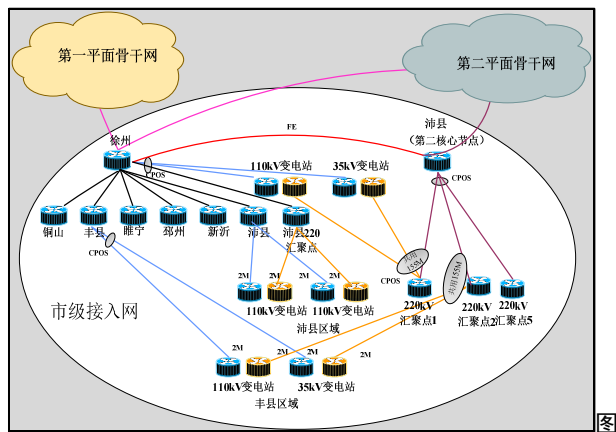 第一平面骨干网
第二平面骨干网
徐州
FE
沛县
（第二核心节点）
CPOS
110kV变电站
35kV变电站
CPOS
铜山
丰县
睢宁
邳州
新沂
沛县
沛县220
汇聚点
CPOS
共用
155M
CPOS
共用155M
2M
2M
2M
2M
110kV变电站
110kV变电站
沛县区域
220kV
汇聚点1
220kV
汇聚点2
220kV
汇聚点5
市级接入网
2M
2M
2M
2M
110kV变电站
35kV变电站
丰县区域
图